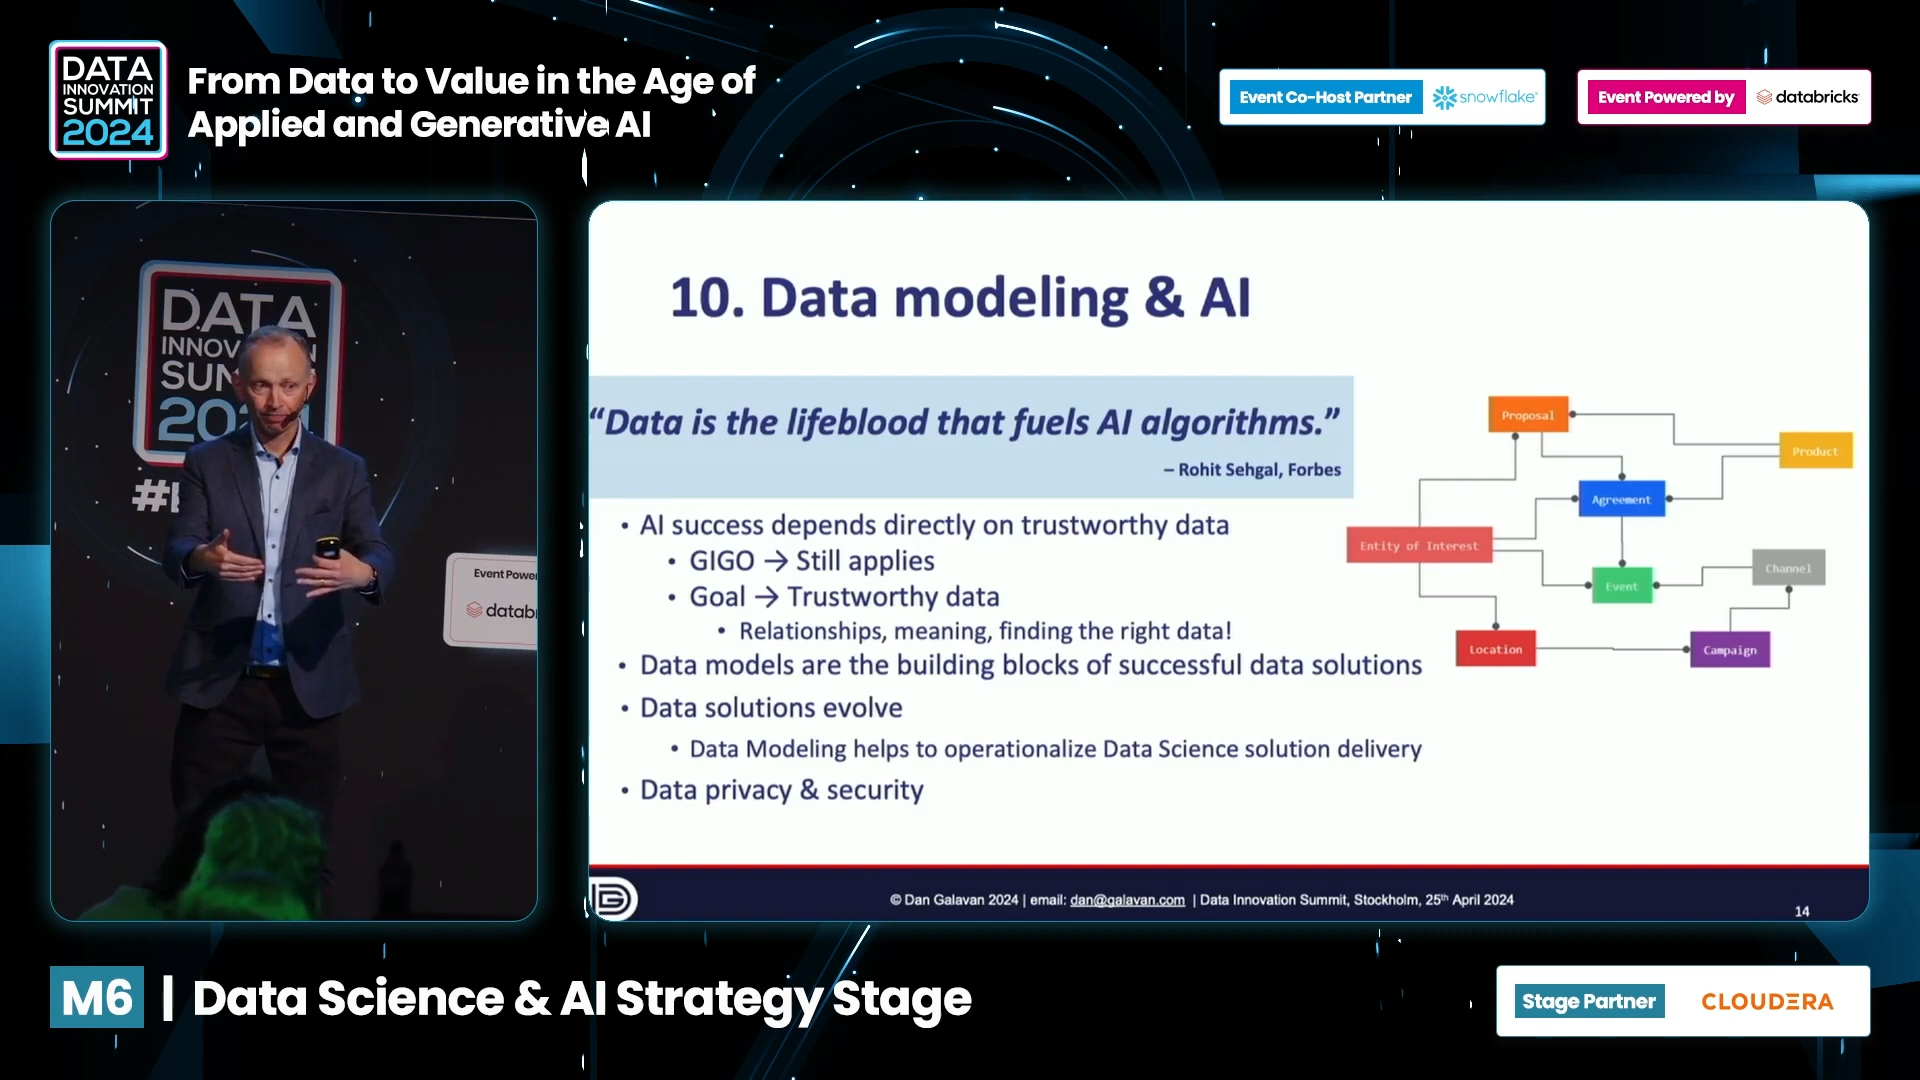 DATA
INNOVATION
SUMMIT
2024
From Data to Value in the Age of
Applied and Generative AI
Event Co-Host Partner
snowflake
Event Powered by
databricks
DATA
SUMMIT
#
Event Powe
datab
10. Data modeling & AI
“Data is the lifeblood that fuels AI algorithms.”
– Rohit Sehgal, Forbes
• AI success depends directly on trustworthy data
• GIGO → Still applies
• Goal → Trustworthy data
• Relationships, meaning, finding the right data!
• Data models are the building blocks of successful data solutions
• Data solutions evolve
• Data Modeling helps to operationalize Data Science solution delivery
• Data privacy & security
Proposal
Product
Agreement
Entity of Interest
Channel
Event
Location
Campaign
© Dan Galavan 2024 | email: dan@galavan.com | Data Innovation Summit, Stockholm, 25th April 2024
14
M6 | Data Science & AI Strategy Stage
Stage Partner
CLOUDERA